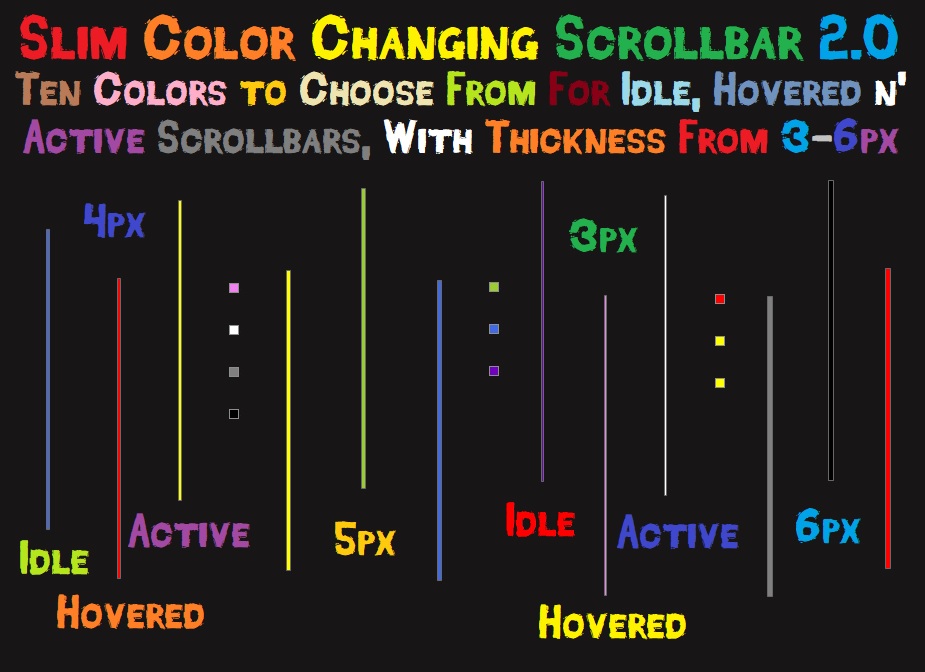 Slim Color Changing Scrollbar 2.0
Ten Colors to Choose From For Idle, Hovered n'
Active Scrollbars, With Thickness From 3-6px
4px
3px
Idle
Active
5px
Idle
Active
6px
Hovered
Hovered